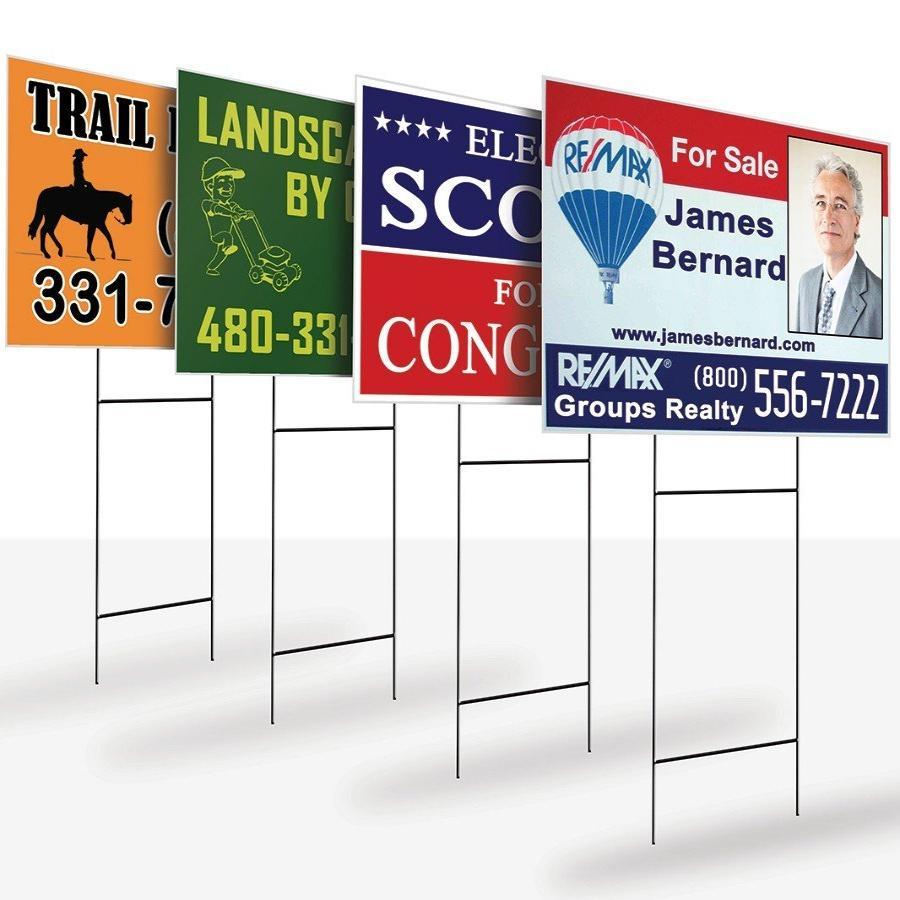 TRAIL
331-7
LANDSCA
BY
480-331
ELE
SCO
FO
CONG
RE/MAX
For Sale
James
Bernard
www.jamesbernard.com
RE/MAX®
Groups Realty
(800) 556-7222